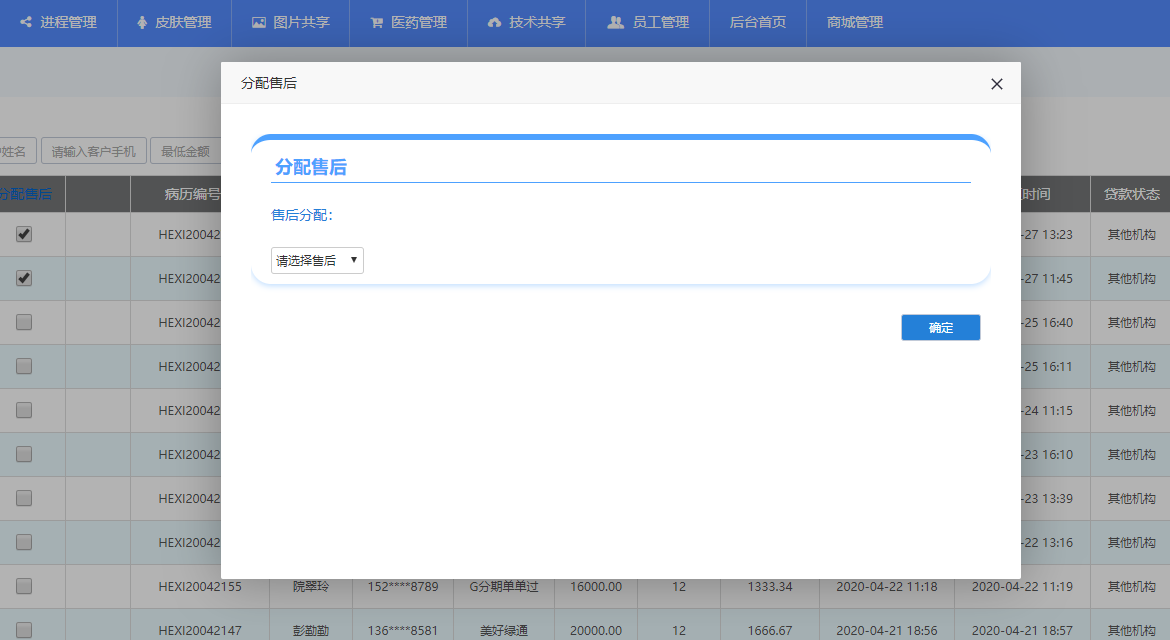 进程管理 皮肤管理 图片共享 医药管理 技术共享 员工管理 后台首页 商城管理
分配售后
姓名 请输入客户手机 最低金额
分配售后
分配售后 病历编号 时间 贷款状态
售后分配：
HEXI20042 -27 13:23 其他机构
请选择售后
HEXI20042 -27 11:45 其他机构
HEXI20042 -25 16:40 其他机构
确定
HEXI20042 -25 16:11 其他机构
HEXI20042 -24 11:15 其他机构
HEXI20042 -23 16:10 其他机构
HEXI20042 -23 13:39 其他机构
HEXI20042 -22 13:16 其他机构
HEXI20042155 院翠玲 152****8789 G分期单单过 16000.00 12 1333.34 2020-04-22 11:18 2020-04-22 11:19 其他机构
HEXI20042147 彭勤勤 136****8581 美好绿通 20000.00 12 1666.67 2020-04-21 18:56 2020-04-21 18:57 其他机构